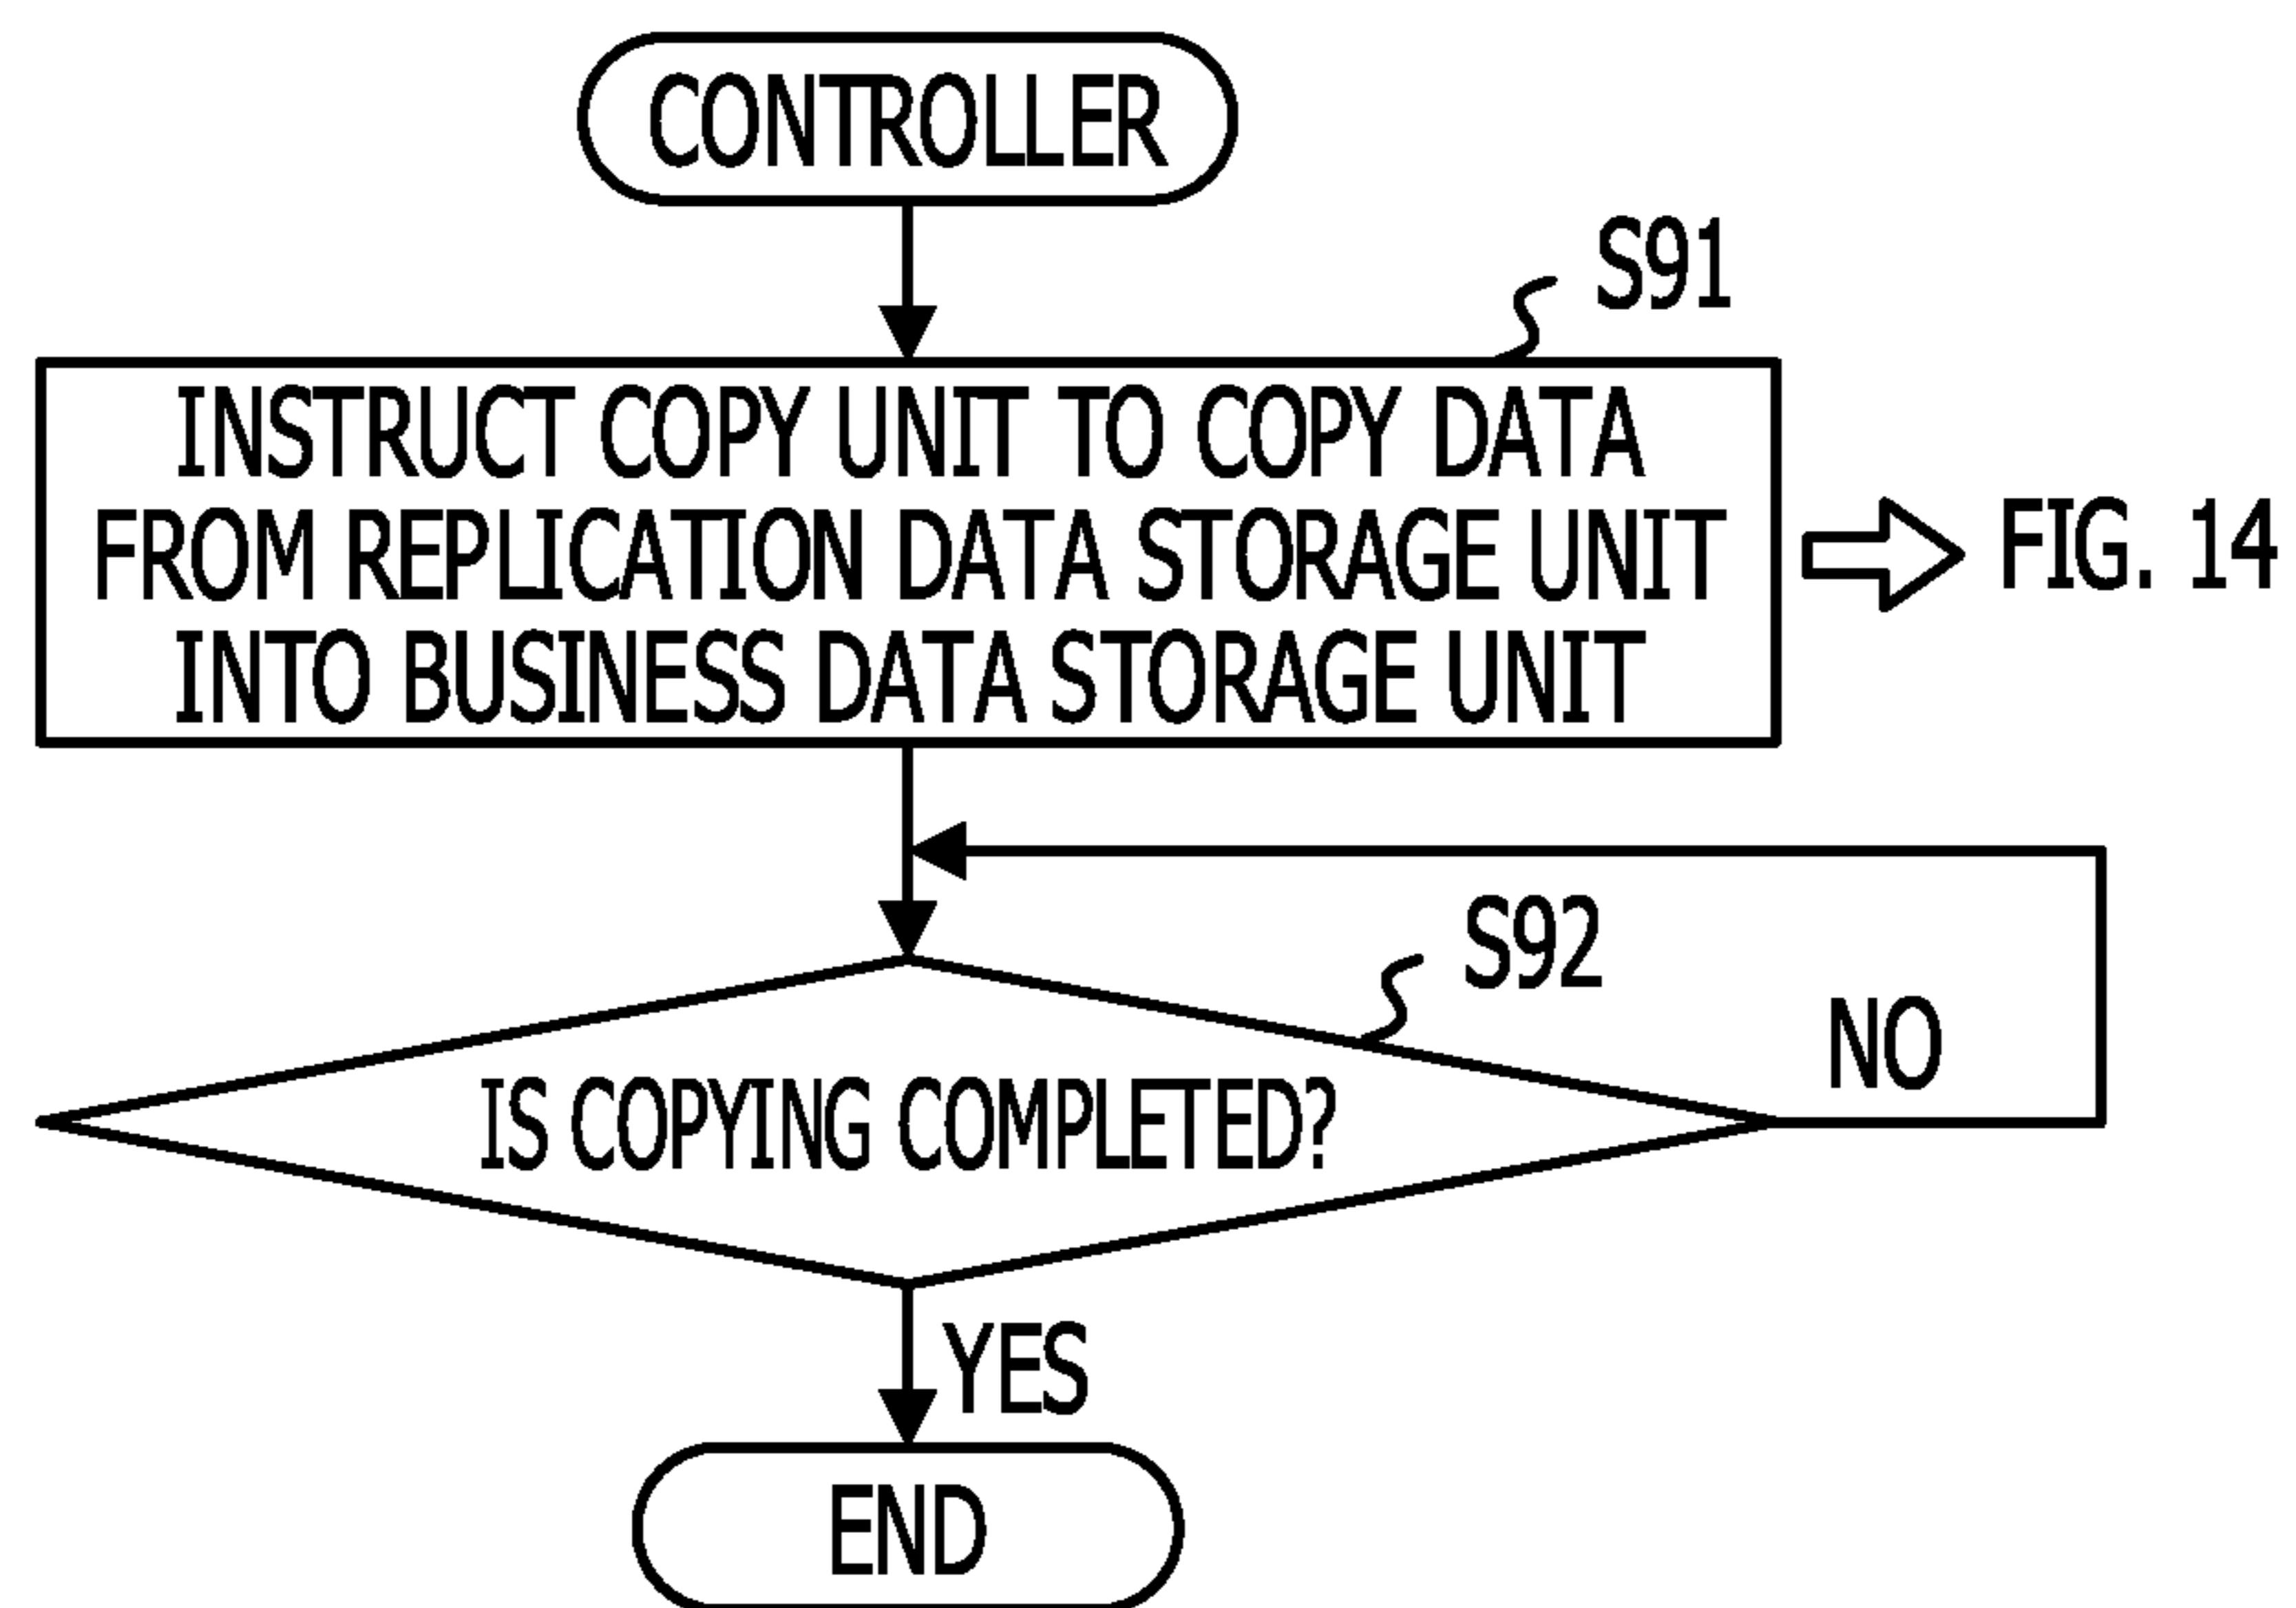 CONTROLLER
S91
INSTRUCT COPY UNIT TO COPY DATA
FROM REPLICATION DATA STORAGE UNIT
INTO BUSINESS DATA STORAGE UNIT
FIG. 14
S92
NO
IS COPYING COMPLETED?
YES
END